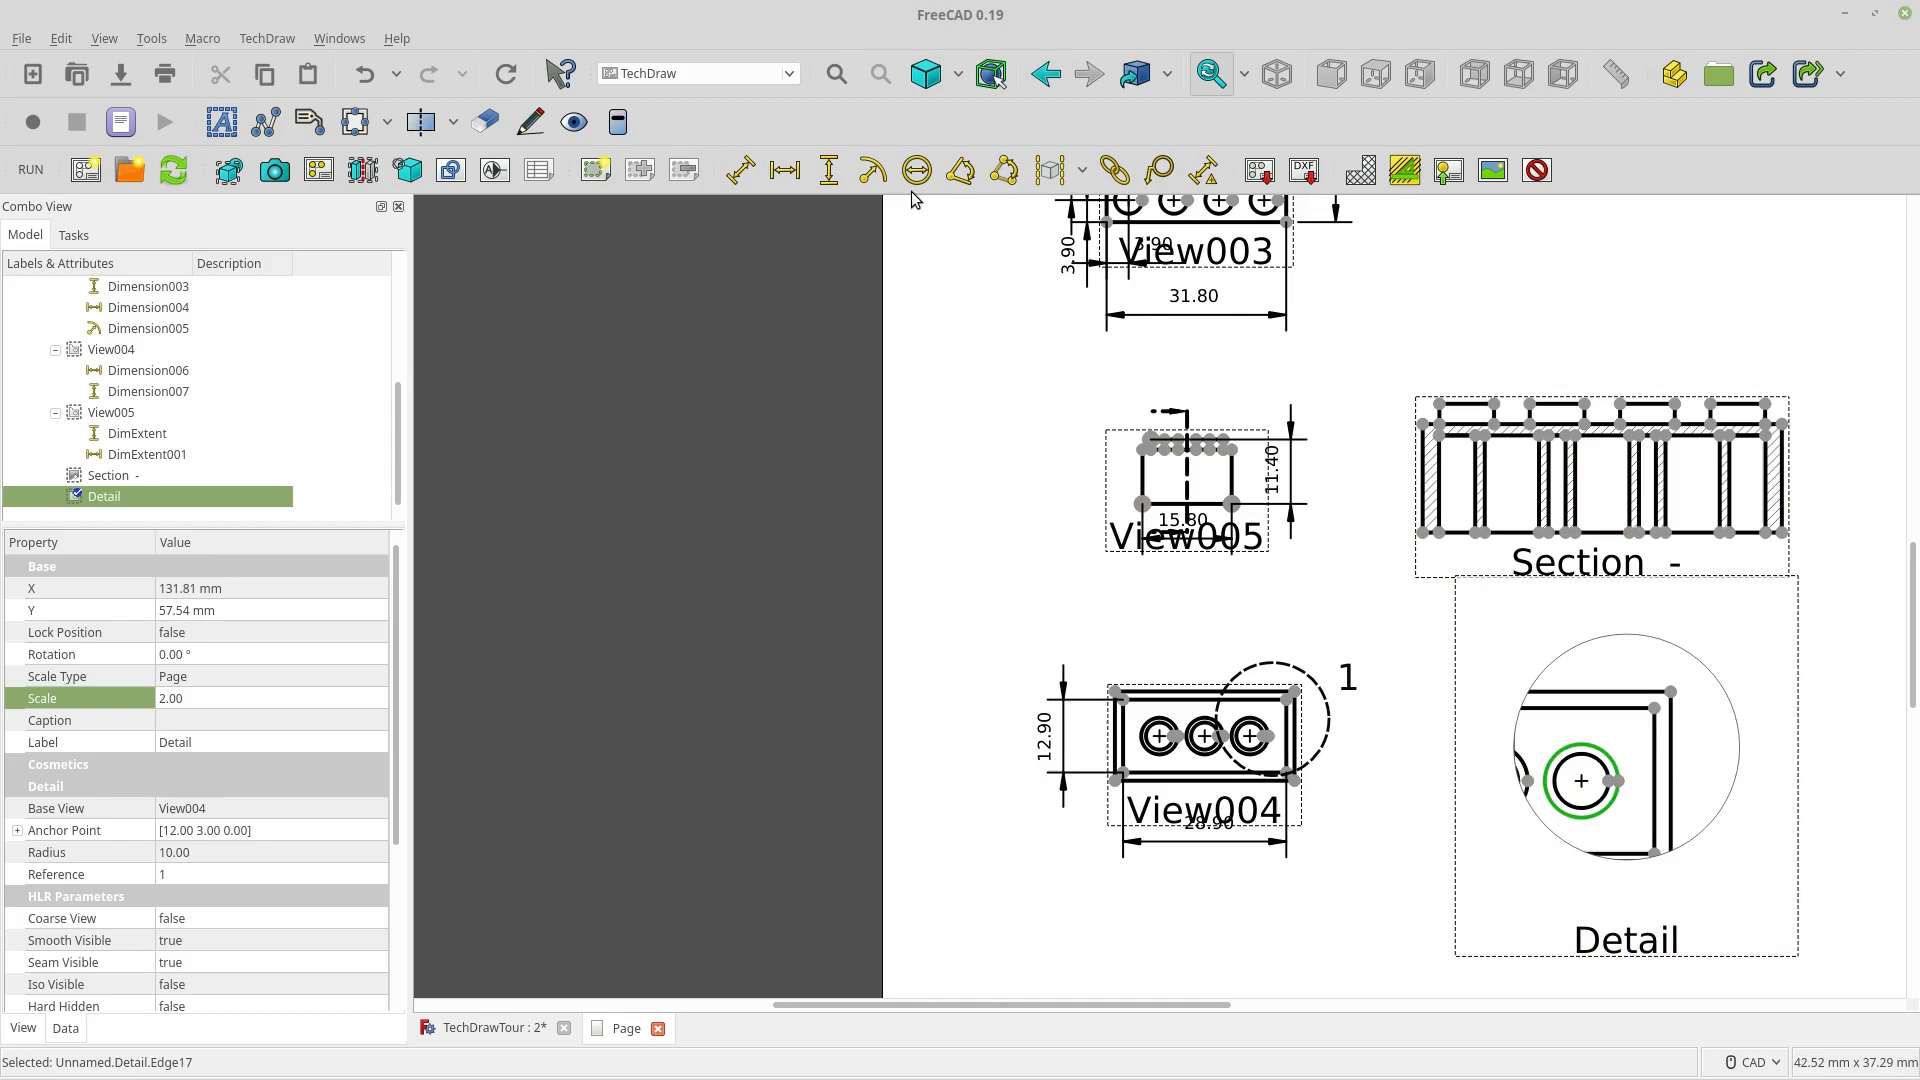 FreeCAD 0.19
File Edit View Tools Macro TechDraw Windows Help
TechDraw
RUN
DXF
Combo View
Model Tasks
Labels & Attributes Description
Dimension003
Dimension004
Dimension005
View004
Dimension006
Dimension007
View005
DimExtent
DimExtent001
Section -
Detail
Property Value
Base
X 131.81 mm
Y 57.54 mm
Lock Position false
Rotation 0.00 °
Scale Type Page
Scale 2.00
Caption
Label Detail
Cosmetics
Detail
Base View View004
Anchor Point [12.00 3.00 0.00]
Radius 10.00
Reference 1
HLR Parameters
Coarse View false
Smooth Visible true
Seam Visible true
Iso Visible false
Hard Hidden false
View Data
3.90
3.90
View003
31.80
11.40
15.80
View005
Section -
1
12.90
View004
28.90
Detail
TechDrawTour : 2* Page
Selected: Unnamed.Detail.Edge17
CAD 42.52 mm x 37.29 mm